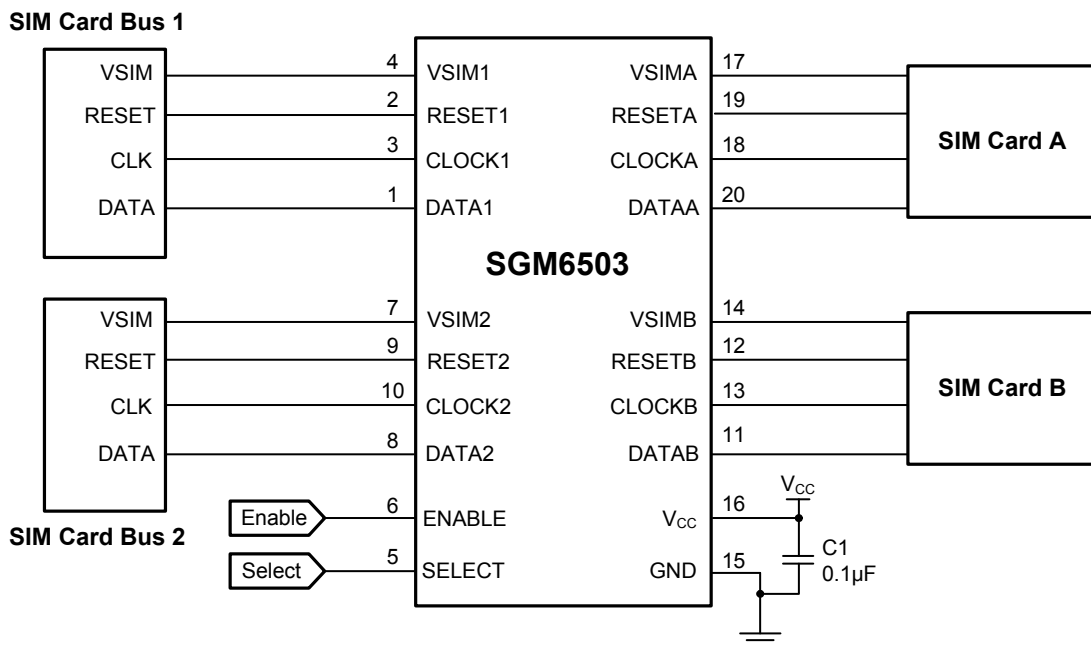 SIM Card Bus 1
VSIM 4 VSIM1 VSIMA 17
RESET 2 RESET1 RESETA 19
CLK 3 CLOCK1 CLOCKA 18
DATA 1 DATA1 DATAA 20
SIM Card A
SGM6503
VSIM 7 VSIM2 VSIMB 14
RESET 9 RESET2 RESETB 12
CLK 10 CLOCK2 CLOCKB 13
DATA 8 DATA2 DATAB 11
SIM Card B
SIM Card Bus 2
Enable 6 ENABLE VCC 16 VCC
Select 5 SELECT GND 15
C1
0.1µF